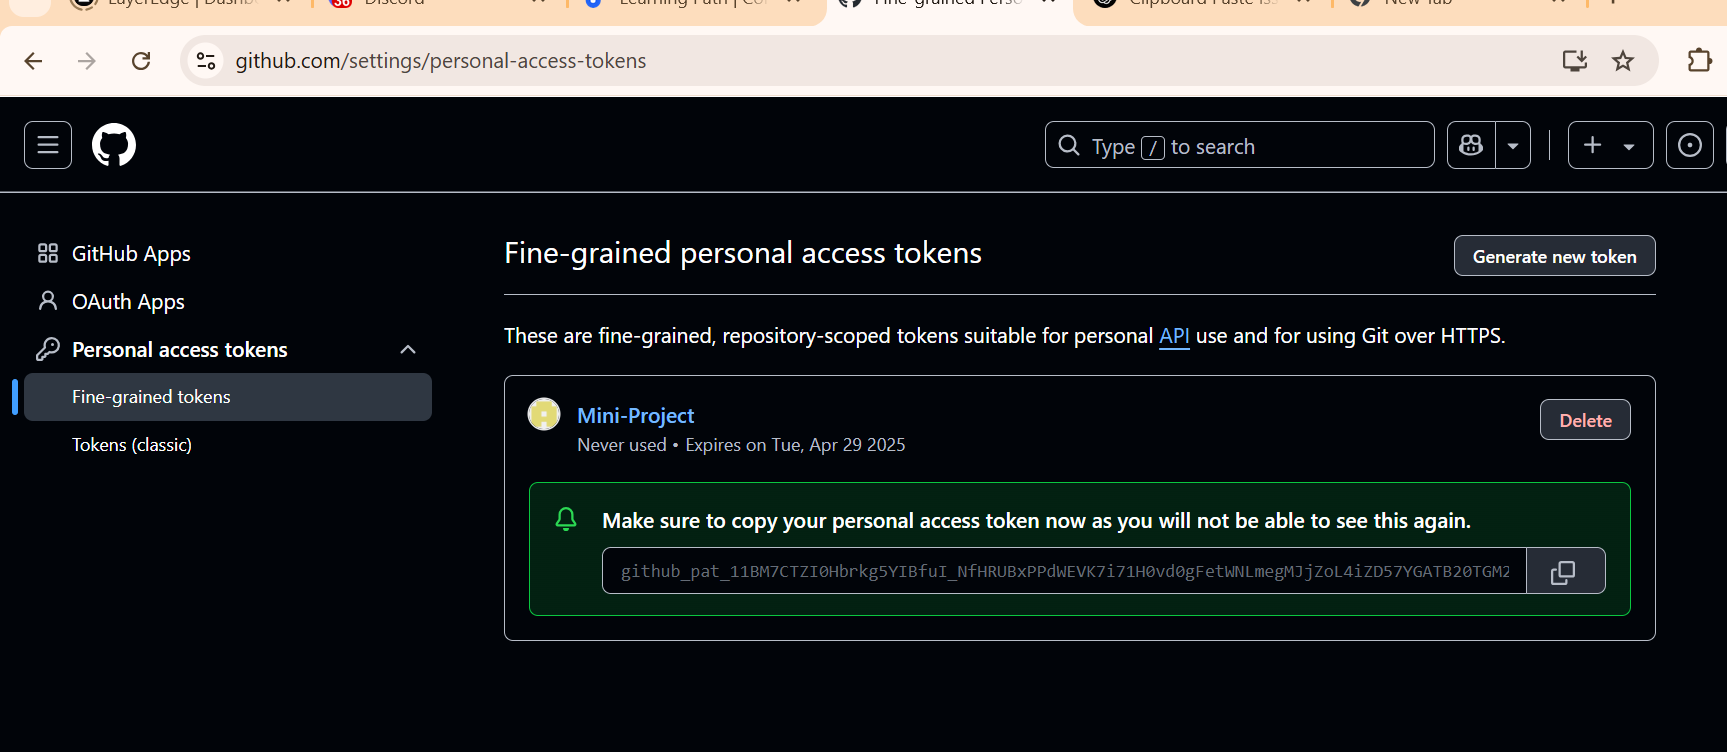 LayerEdge | Dashb
Discord
Learning Path | Co
Fine-grained Perso
Clipboard Paste Iss
New Tab
github.com/settings/personal-access-tokens
Type / to search
GitHub Apps
OAuth Apps
Personal access tokens
Fine-grained tokens
Tokens (classic)
Fine-grained personal access tokens
Generate new token
These are fine-grained, repository-scoped tokens suitable for personal API use and for using Git over HTTPS.
Mini-Project
Never used • Expires on Tue, Apr 29 2025
Delete
Make sure to copy your personal access token now as you will not be able to see this again.
github_pat_11BM7CTZI0Hbrkg5YIBfuI_NfHRUBxPPdWEVK7i71H0vd0gFetWNLmegMJjZoL4iZD57YGATB20TGM2